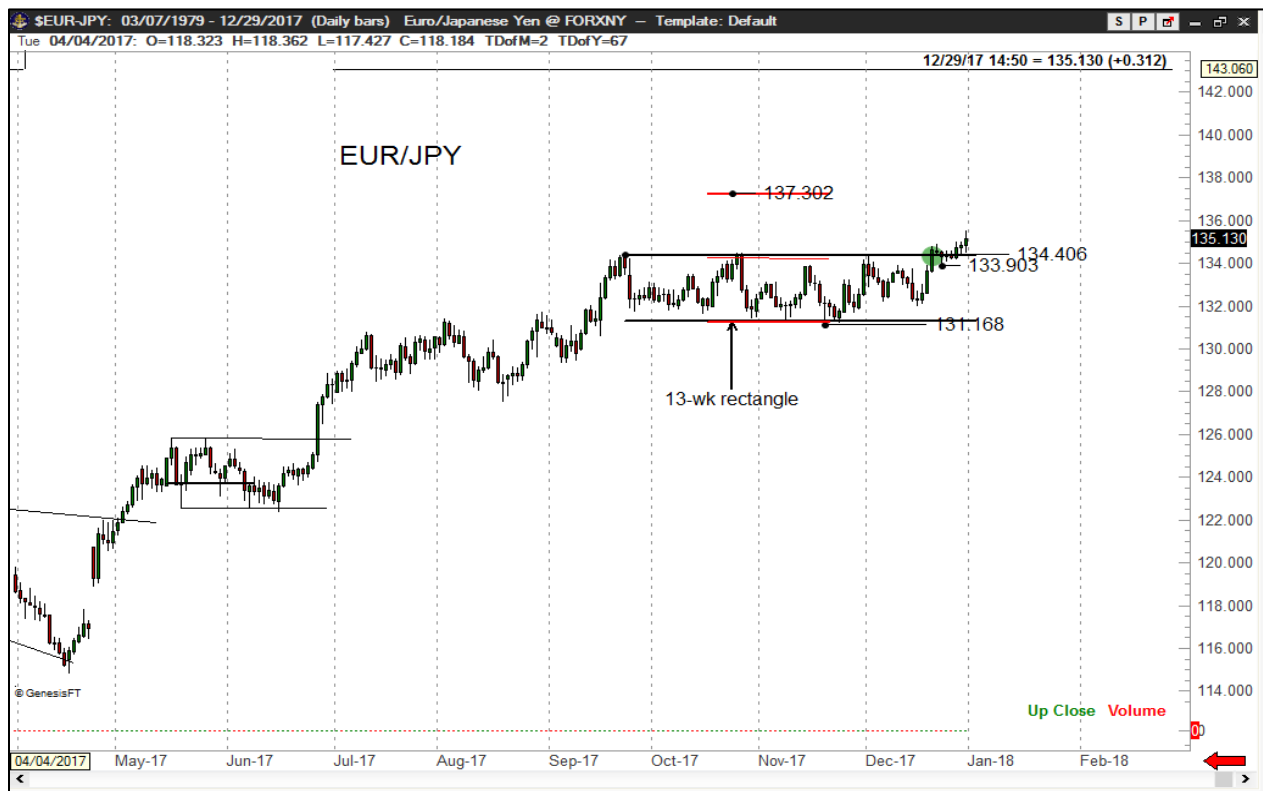 $EUR-JPY: 03/07/1979 - 12/29/2017 (Daily bars) Euro/Japanese Yen @ FORXNY — Template: Default
S P
Tue 04/04/2017: O=118.323 H=118.362 L=117.427 C=118.184 TDofM=2 TDofY=67
12/29/17 14:50 = 135.130 (+0.312)
143.060
142.000
140.000
EUR/JPY
138.000
137.302
136.000
135.130
134.406
134.000
133.903
132.000
131.168
130.000
13-wk rectangle
128.000
126.000
124.000
122.000
120.000
118.000
116.000
© GenesisFT
114.000
Up Close Volume
00
04/04/2017 May-17 Jun-17 Jul-17 Aug-17 Sep-17 Oct-17 Nov-17 Dec-17 Jan-18 Feb-18